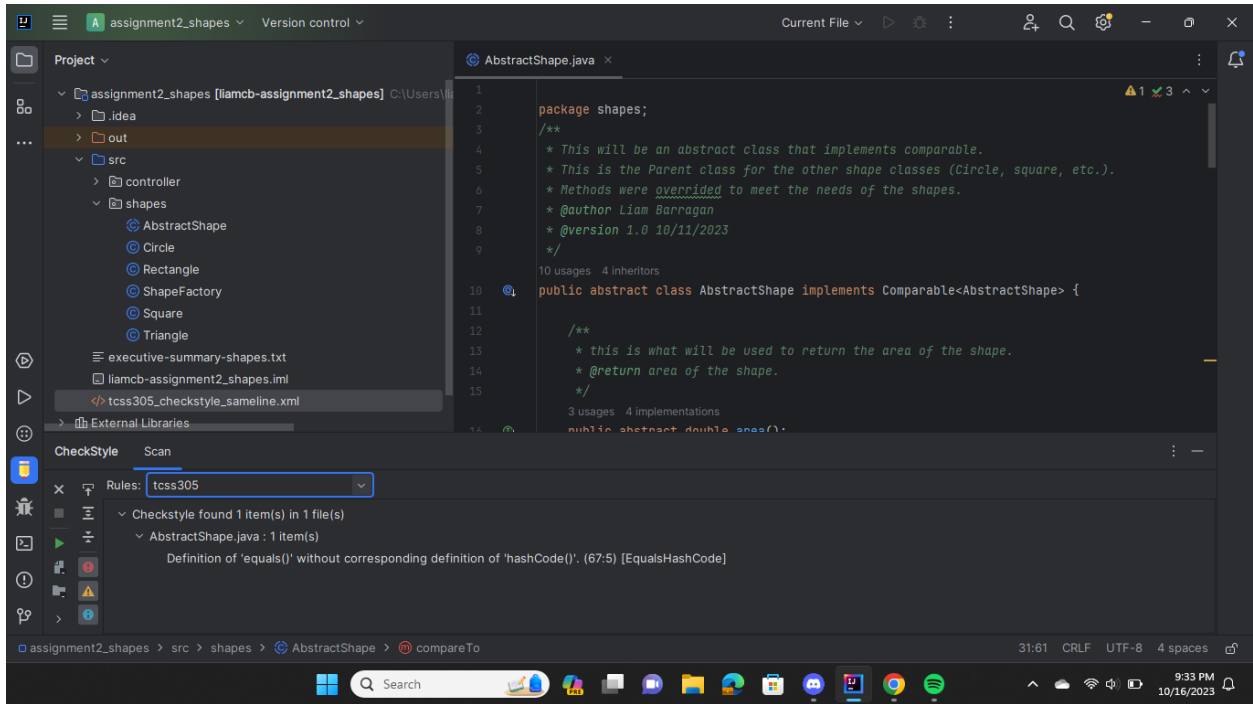 A assignment2_shapes Version control Current File
Project
AbstractShape.java
assignment2_shapes [liamcb-assignment2_shapes] C:\Users\
.idea
out
src
controller
shapes
AbstractShape
Circle
Rectangle
ShapeFactory
Square
Triangle
executive-summary-shapes.txt
liamcb-assignment2_shapes.iml
tcss305_checkstyle_sameline.xml
External Libraries
1 3
1
2 package shapes;
3 /**
4 * This will be an abstract class that implements comparable.
5 * This is the Parent class for the other shape classes (Circle, square, etc.).
6 * Methods were overrided to meet the needs of the shapes.
7 * @author Liam Barragan
8 * @version 1.0 10/11/2023
9 */
10 usages 4 inheritors
10 public abstract class AbstractShape implements Comparable<AbstractShape> {
11
12 /**
13 * this is what will be used to return the area of the shape.
14 * @return area of the shape.
15 */
3 usages 4 implementations
16 public abstract double area();
CheckStyle Scan
Rules: tcss305
Checkstyle found 1 item(s) in 1 file(s)
AbstractShape.java : 1 item(s)
Definition of 'equals()' without corresponding definition of 'hashCode()'. (67:5) [EqualsHashCode]
assignment2_shapes > src > shapes > AbstractShape > compareTo 31:61 CRLF UTF-8 4 spaces
Search
PRE
9:33 PM
10/16/2023